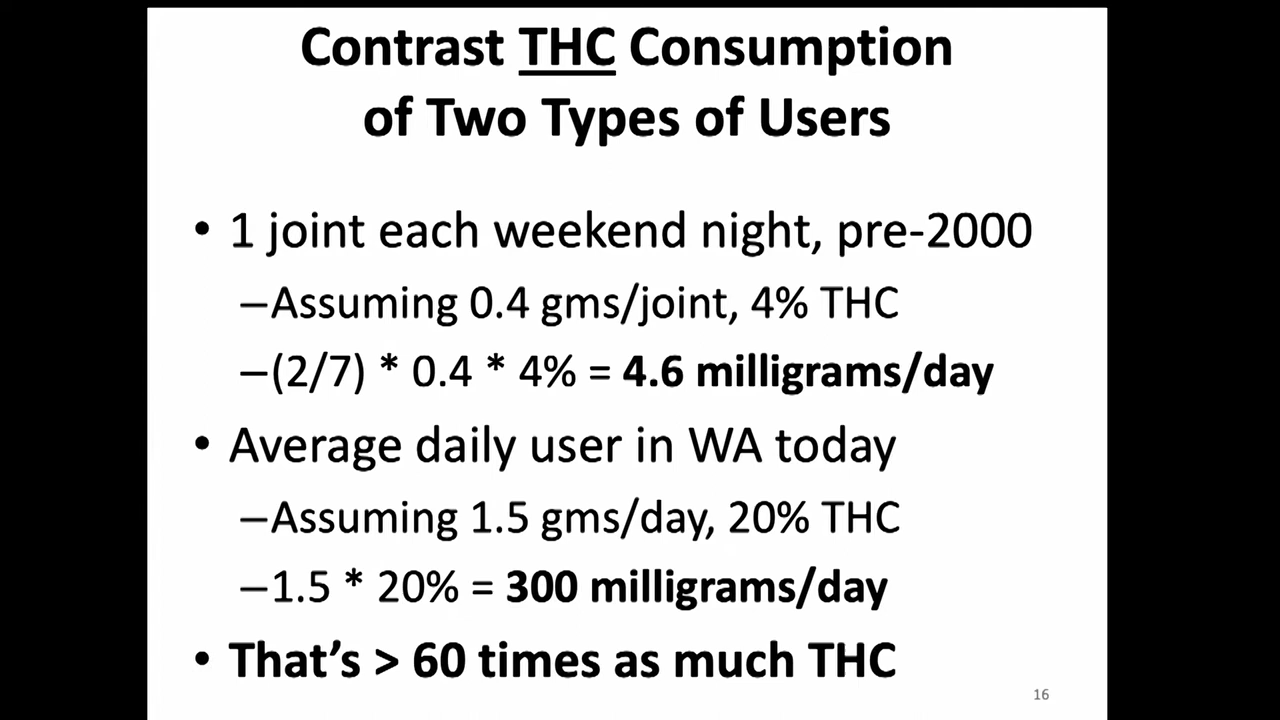 Contrast THC Consumption
of Two Types of Users
• 1 joint each weekend night, pre-2000
–Assuming 0.4 gms/joint, 4% THC
–(2/7) * 0.4 * 4% = 4.6 milligrams/day
• Average daily user in WA today
–Assuming 1.5 gms/day, 20% THC
–1.5 * 20% = 300 milligrams/day
• That’s > 60 times as much THC
16